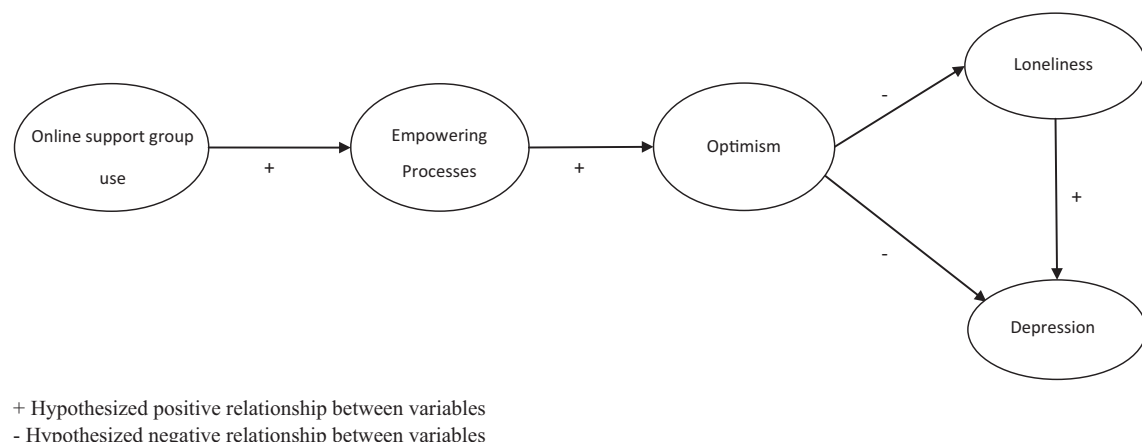 Loneliness
-
Online support group
use
+
Empowering
Processes
+
Optimism
+
-
Depression
+ Hypothesized positive relationship between variables
- Hypothesized negative relationship between variables